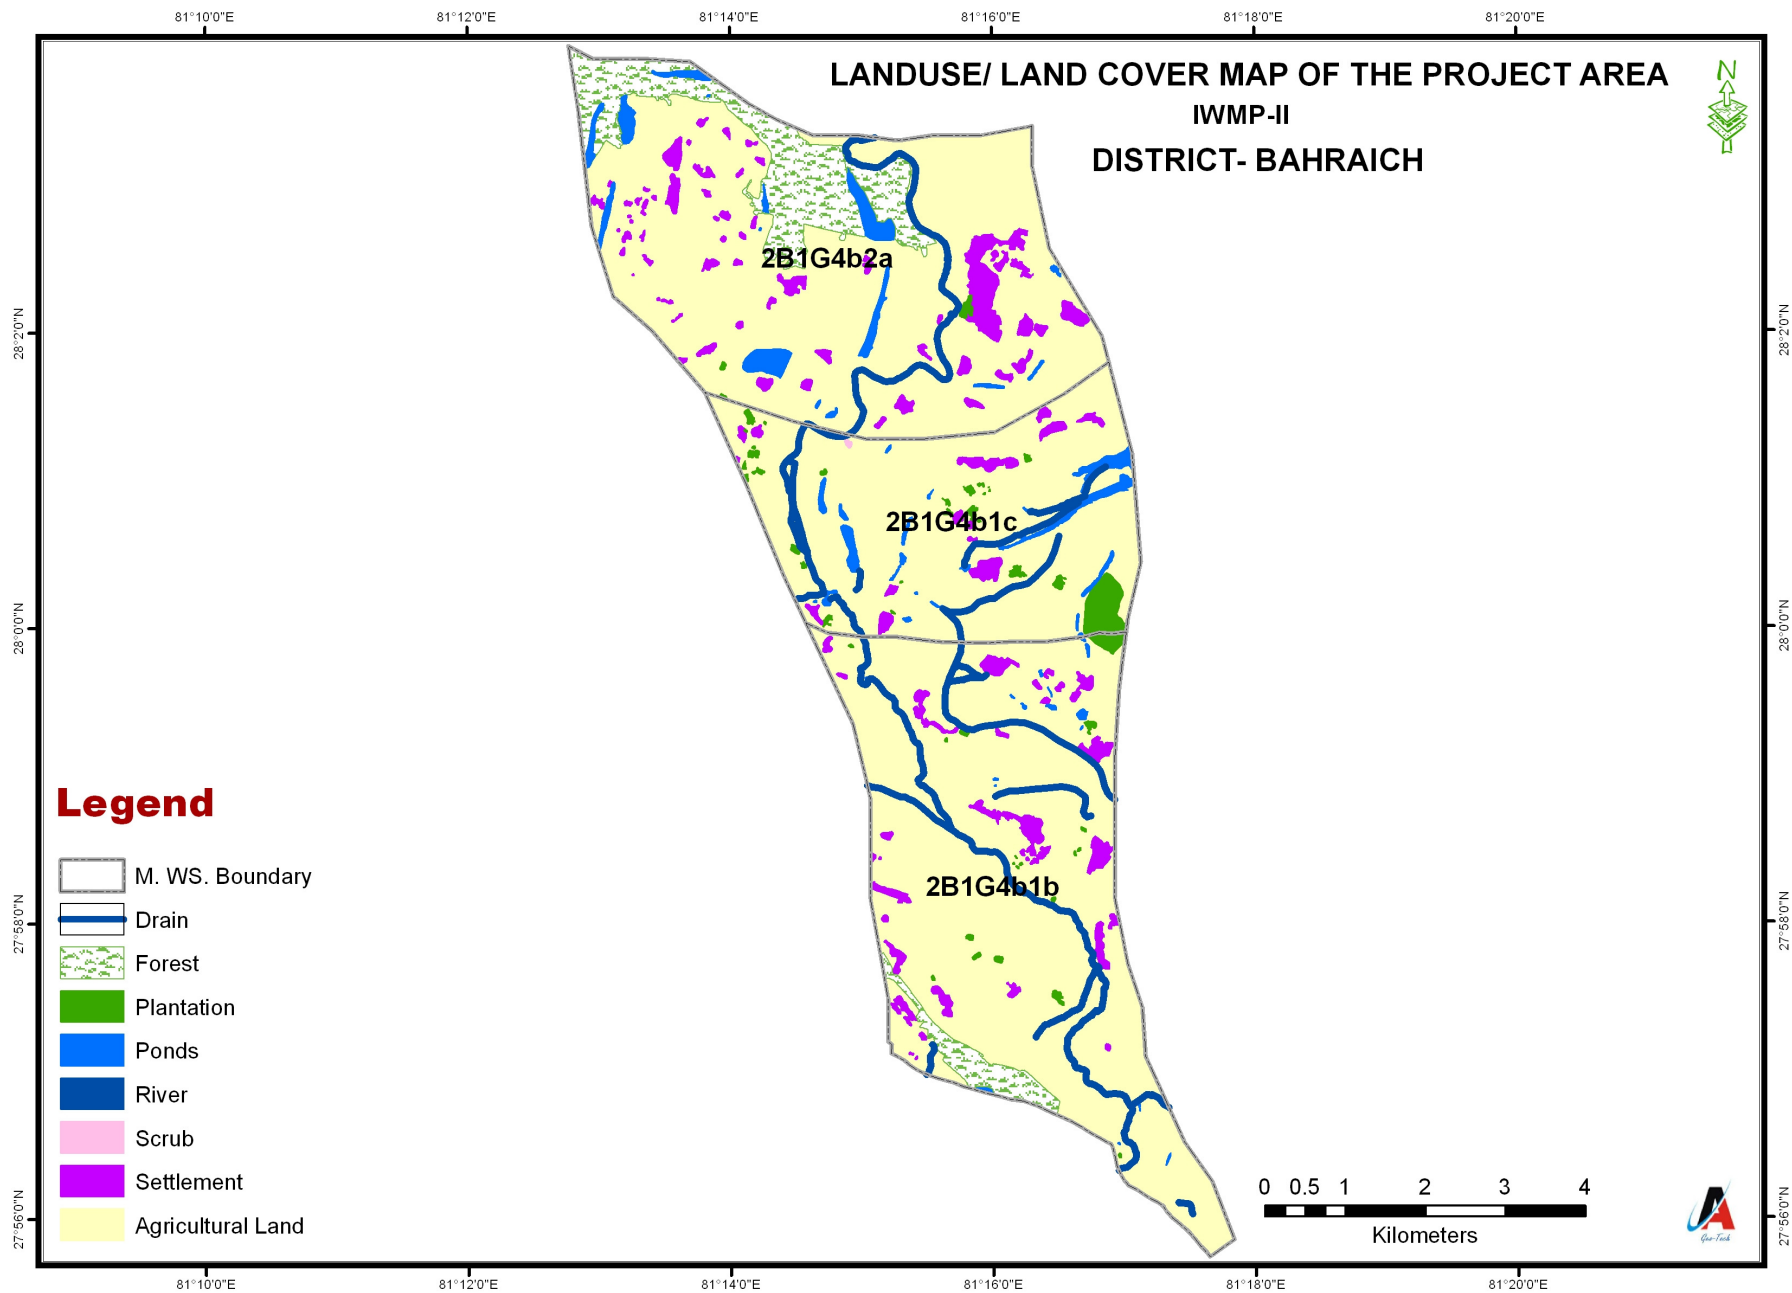 81°10'0"E 81°12'0"E 81°14'0"E 81°16'0"E 81°18'0"E 81°20'0"E
LANDUSE/ LAND COVER MAP OF THE PROJECT AREA
IWMP-II
DISTRICT- BAHRAICH
N
2B1G4b2a
28°2'0"N 28°2'0"N
2B1G4b1c
28°0'0"N 28°0'0"N
2B1G4b1b
27°58'0"N 27°58'0"N
Legend
M. WS. Boundary
Drain
Forest
Plantation
Ponds
River
Scrub
Settlement
Agricultural Land
0 0.5 1 2 3 4
Kilometers
A
Geo-Tech
27°56'0"N 27°56'0"N
81°10'0"E 81°12'0"E 81°14'0"E 81°16'0"E 81°18'0"E 81°20'0"E